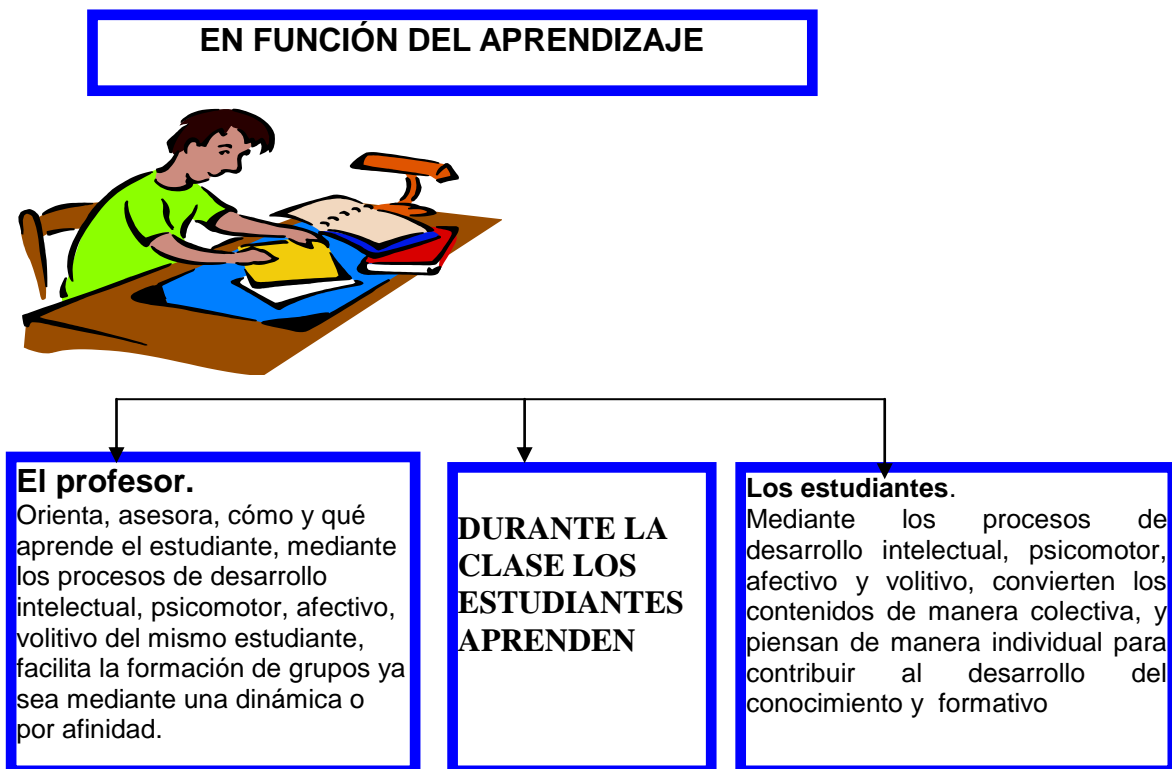 EN FUNCIÓN DEL APRENDIZAJE
El profesor.
Orienta, asesora, cómo y qué
aprende el estudiante, mediante
los procesos de desarrollo
intelectual, psicomotor, afectivo,
volitivo del mismo estudiante,
facilita la formación de grupos ya
sea mediante una dinámica o
por afinidad.
DURANTE LA
CLASE LOS
ESTUDIANTES
APRENDEN
Los estudiantes.
Mediante los procesos de
desarrollo intelectual, psicomotor,
afectivo y volitivo, convierten los
contenidos de manera colectiva, y
piensan de manera individual para
contribuir al desarrollo del
conocimiento y formativo